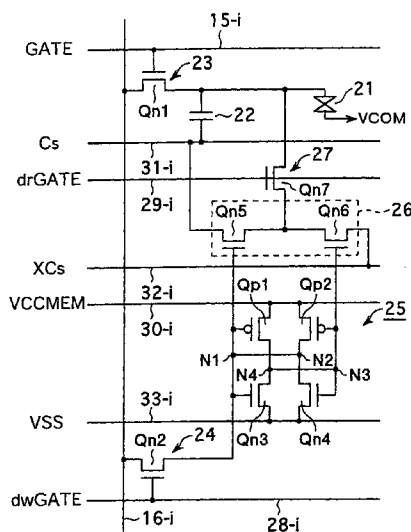 GATE
15-i
23
Qn1
22
21
VCOM
Cs
31-i
27
drGATE
29-i
Qn7
Qn5
Qn6
26
XCs
32-i
VCCMEM
30-i
Qp1
Qp2
25
N1
N2
N4
N3
33-i
VSS
Qn2
24
Qn3
Qn4
dwGATE
16-i
28-i